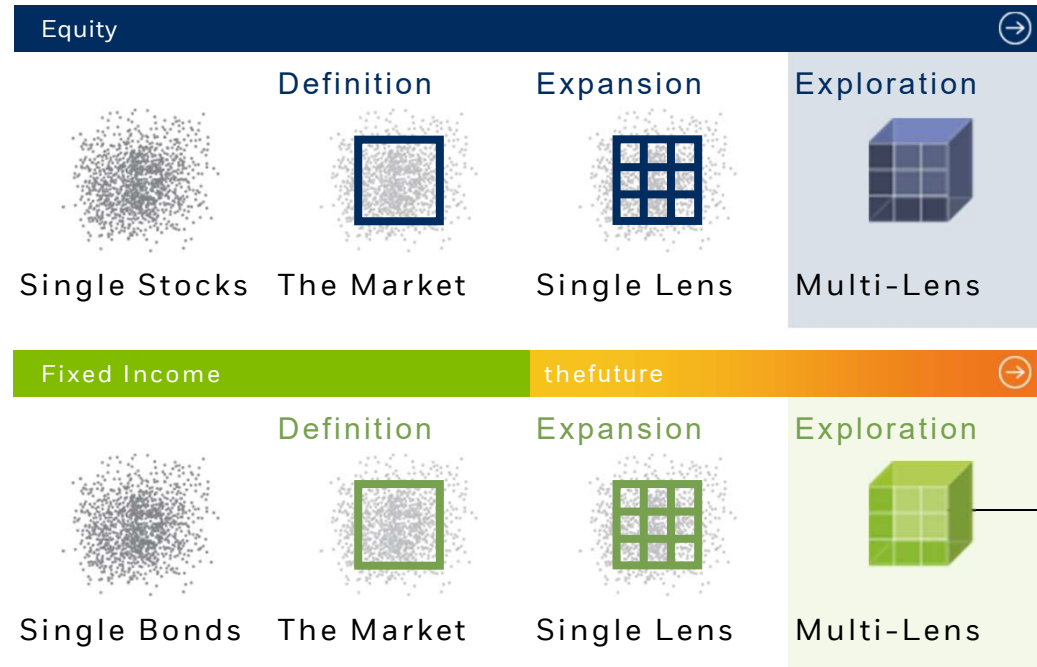 Equity
Definition Expansion Exploration
Single Stocks The Market Single Lens Multi-Lens
Fixed Income thefuture
Definition Expansion Exploration
Single Bonds The Market Single Lens Multi-Lens